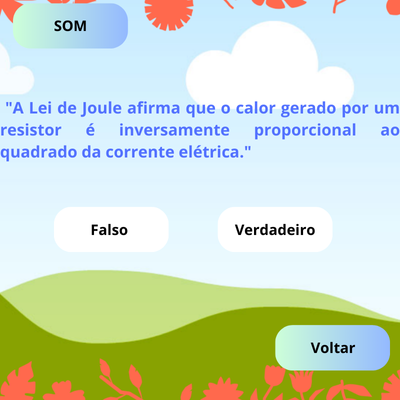 SOM
"A Lei de Joule afirma que o calor gerado por um
resistor é inversamente proporcional ao
quadrado da corrente elétrica."
Falso Verdadeiro
Voltar